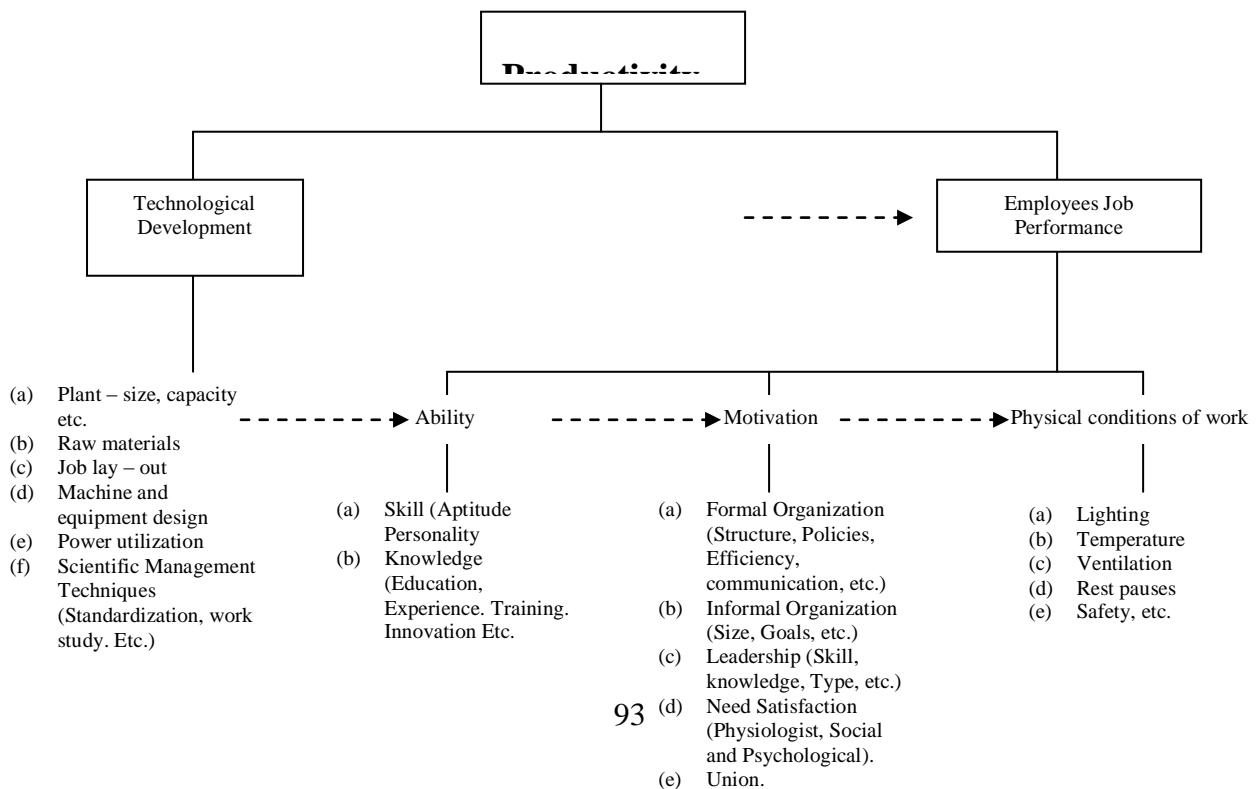 Productivity
Technological
Development
Employees Job
Performance
(a) Plant – size, capacity
etc.
(b) Raw materials
(c) Job lay – out
(d) Machine and
equipment design
(e) Power utilization
(f) Scientific Management
Techniques
(Standardization, work
study. Etc.)
Ability
(a) Skill (Aptitude
Personality
(b) Knowledge
(Education,
Experience. Training.
Innovation Etc.
Motivation
(a) Formal Organization
(Structure, Policies,
Efficiency,
communication, etc.)
(b) Informal Organization
(Size, Goals, etc.)
(c) Leadership (Skill,
knowledge, Type, etc.)
(d) Need Satisfaction
(Physiologist, Social
and Psychological).
(e) Union.
Physical conditions of work
(a) Lighting
(b) Temperature
(c) Ventilation
(d) Rest pauses
(e) Safety, etc.
93